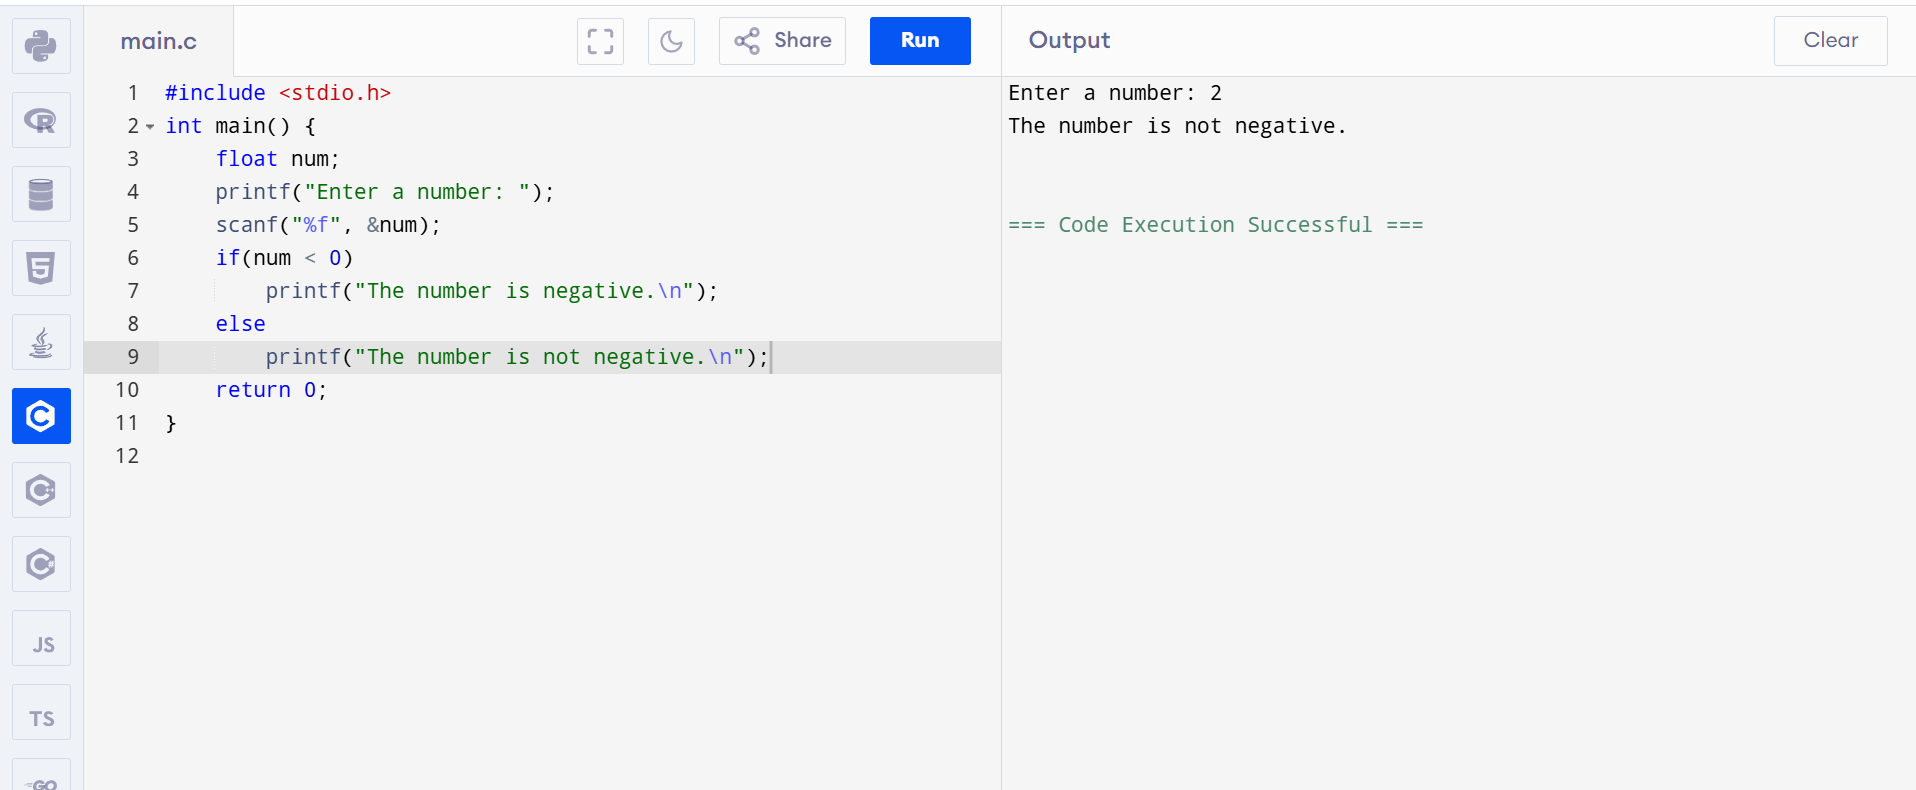 main.c
Share
Run
Output
Clear
1 #include <stdio.h>
2 int main() {
3     float num;
4     printf("Enter a number: ");
5     scanf("%f", &num);
6     if(num < 0)
7         printf("The number is negative.\n");
8     else
9         printf("The number is not negative.\n");
10     return 0;
11 }
12
Enter a number: 2
The number is not negative.
=== Code Execution Successful ===
R
5
C
C++
C#
JS
TS
GO